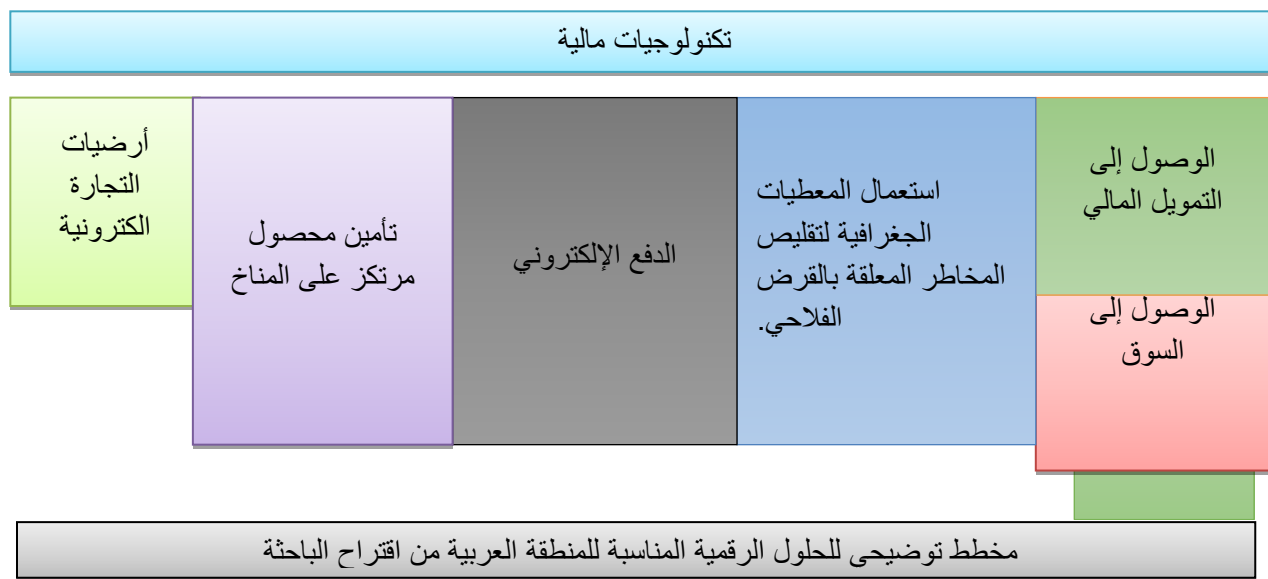 تكنولوجيات مالية
الوصول إلى
التمويل المالي
الوصول إلى
السوق
استعمال المعطيات
الجغرافية لتقليص
المخاطر المعلقة بالقرض
الفلاحي.
الدفع الإلكتروني
تأمين محصول
مرتكز على المناخ
أرضيات
التجارة
الكترونية
مخطط توضيحي للحلول الرقمية المناسبة للمنطقة العربية من اقتراح الباحثة